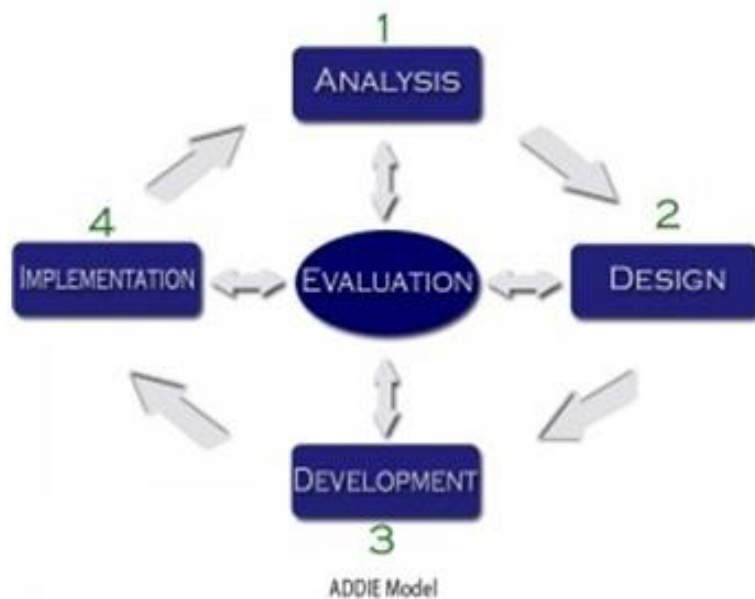 1
ANALYSIS
2
DESIGN
4
IMPLEMENTATION
EVALUATION
DEVELOPMENT
3
ADDIE Model